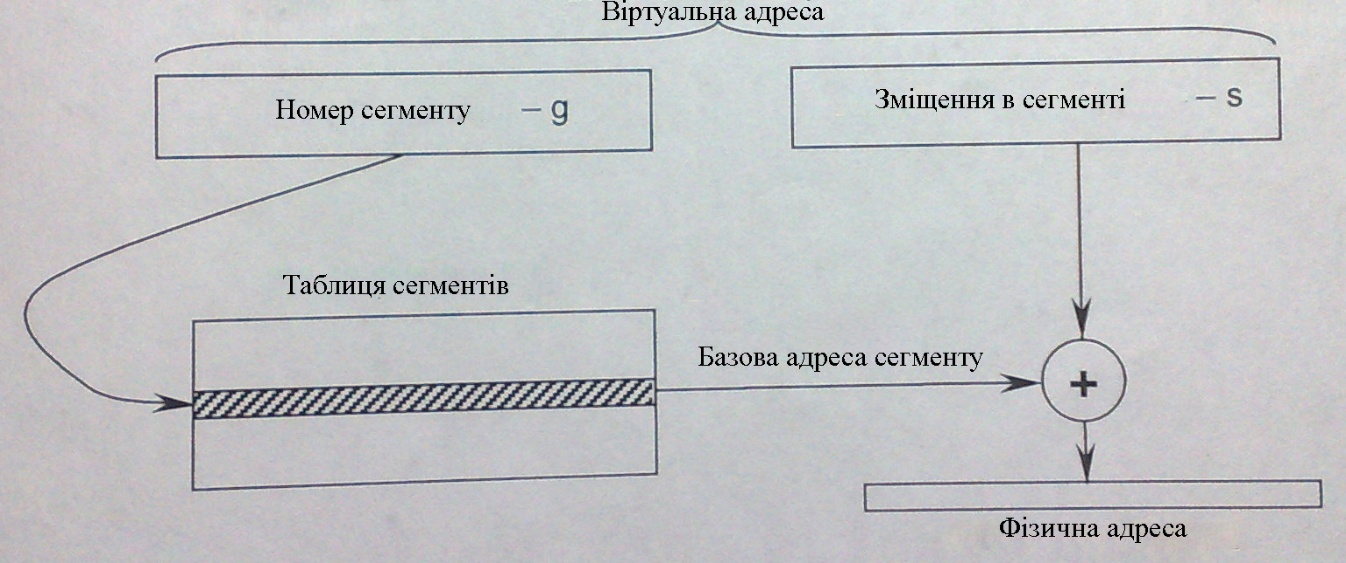 Віртуальна адреса
Номер сегменту – g
Зміщення в сегменті – s
Таблиця сегментів
Базова адреса сегменту
+
Фізична адреса